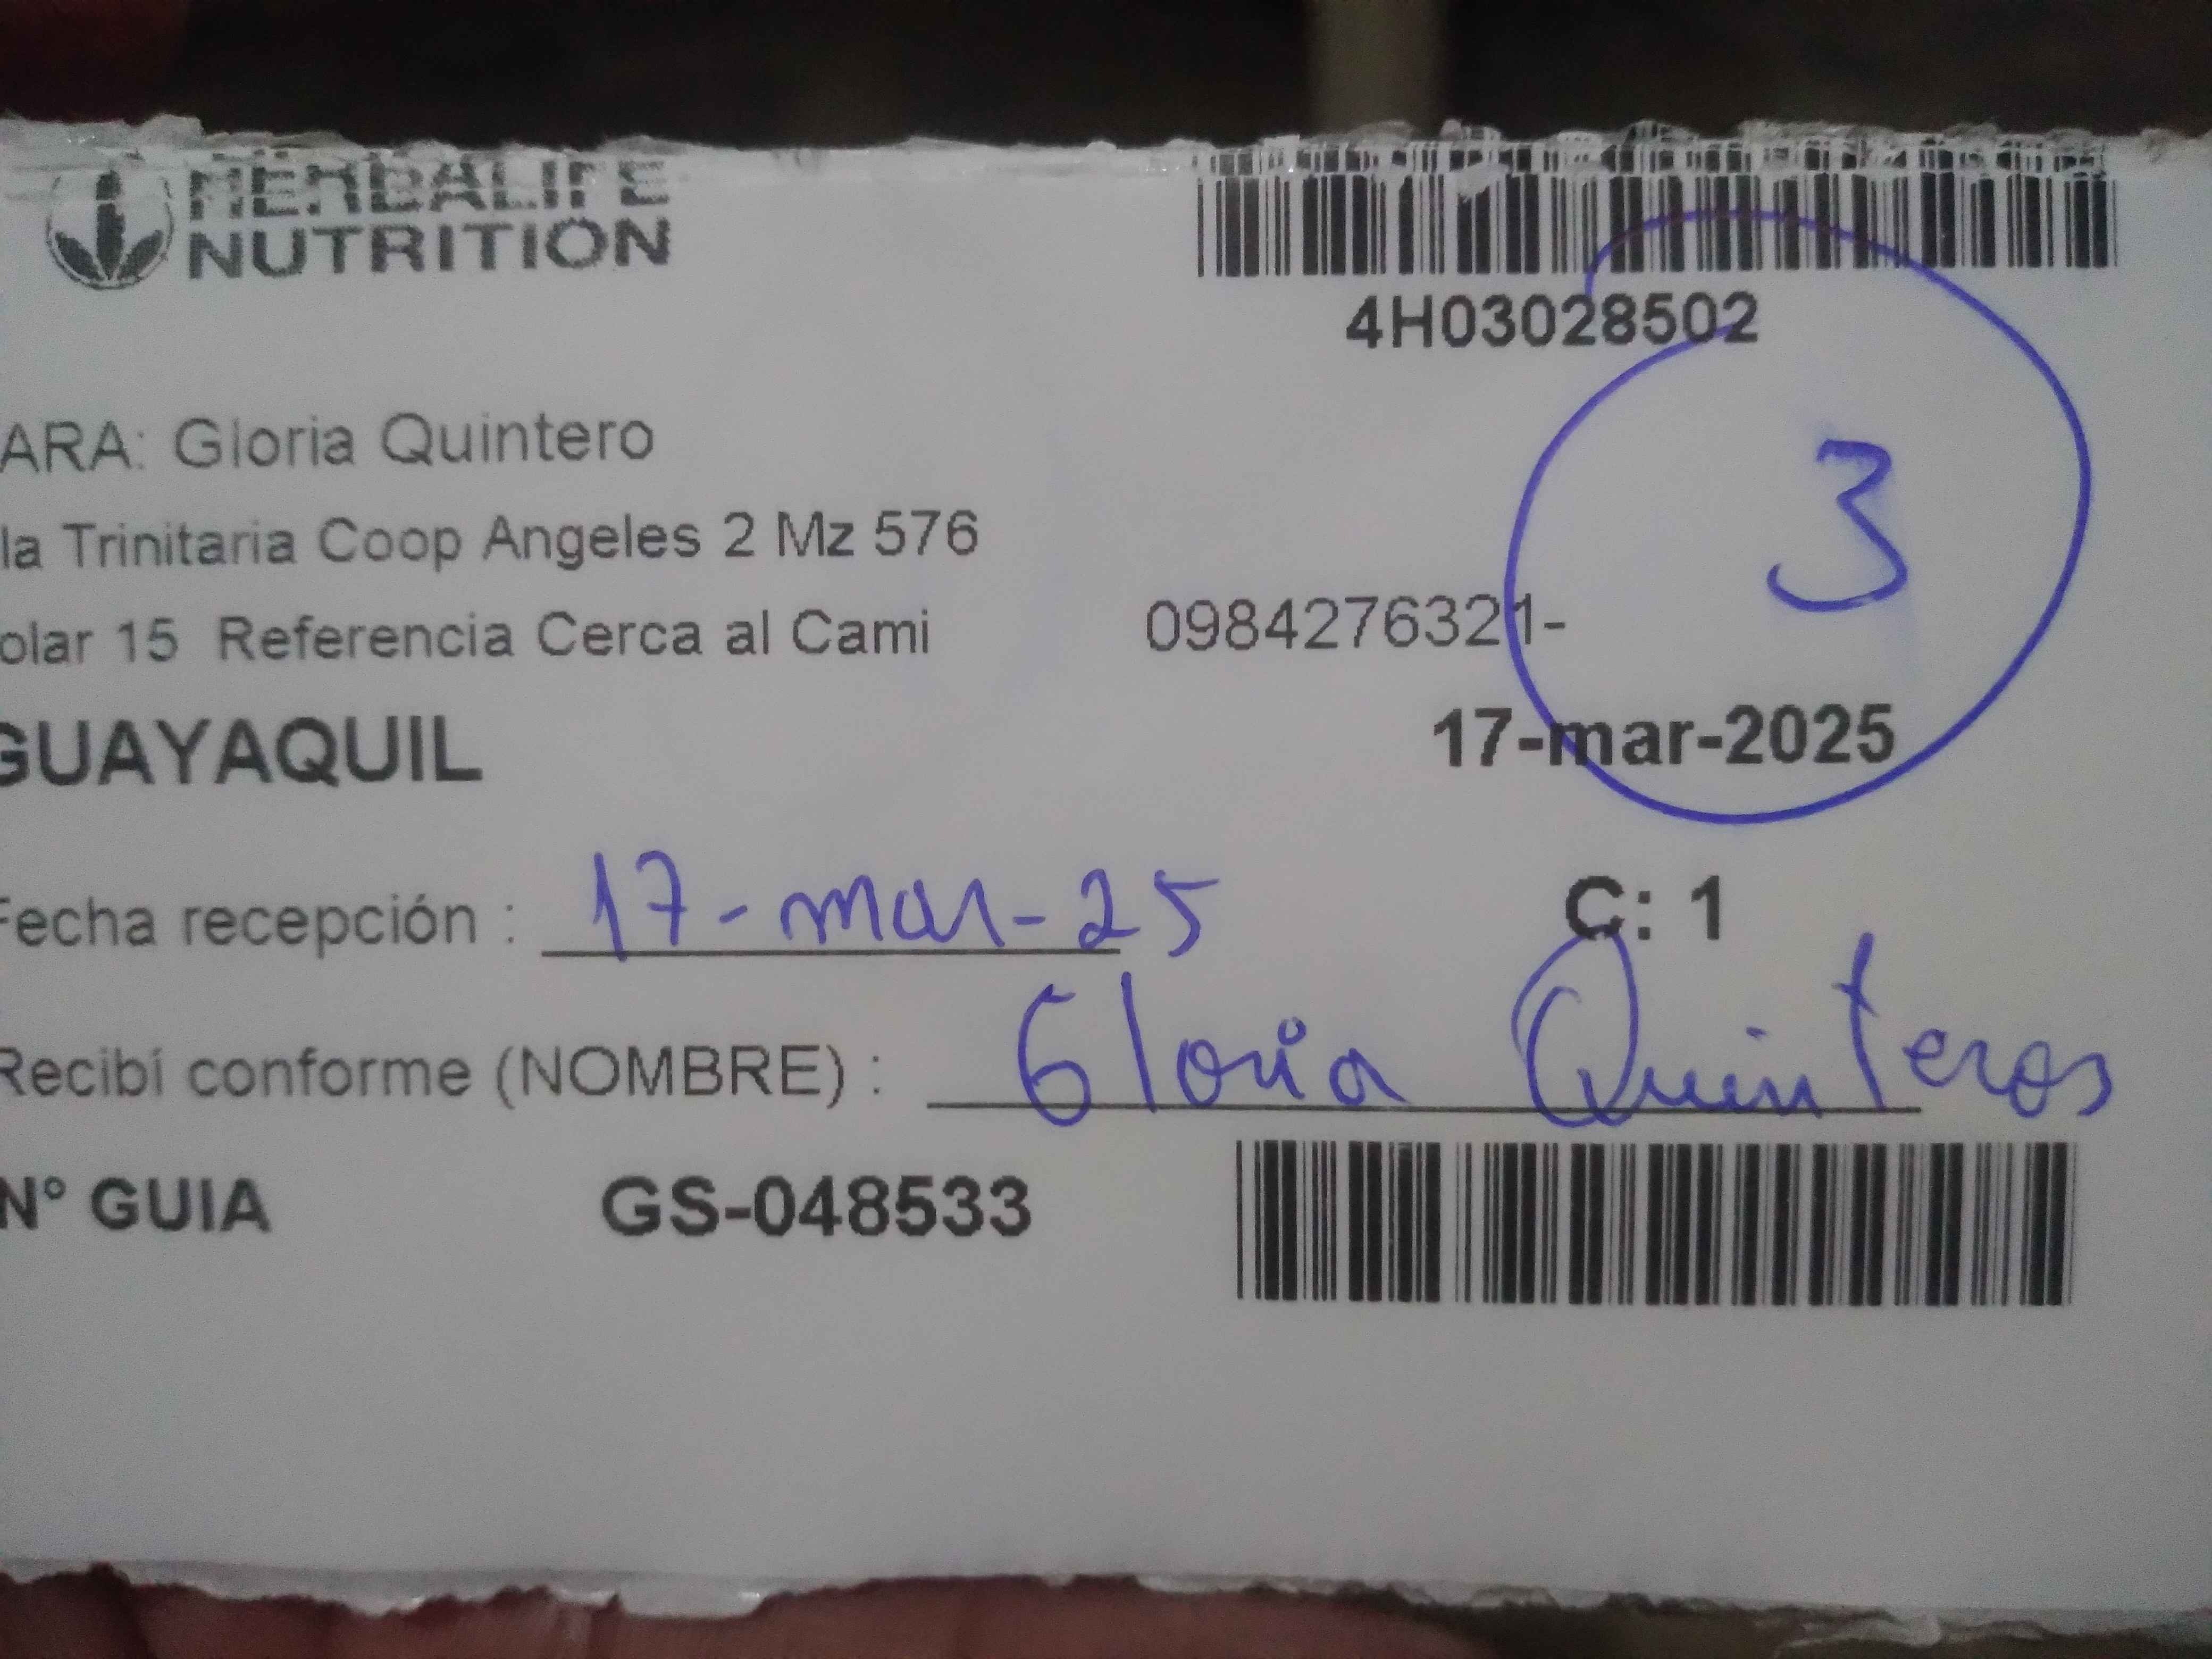 HERBALIFE
NUTRITION
4H03028502
ARA: Gloria Quintero
3
la Trinitaria Coop Angeles 2 Mz 576
olar 15 Referencia Cerca al Cami 0984276321-
GUAYAQUIL 17-mar-2025
Fecha recepción : 17-mar-25 C: 1
Recibí conforme (NOMBRE) : Gloria Quinteros
N° GUIA GS-048533